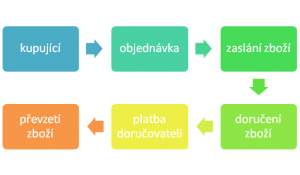 kupující
objednávka
zaslání zboží
doručení
zboží
platba
doručovateli
převzetí
zboží